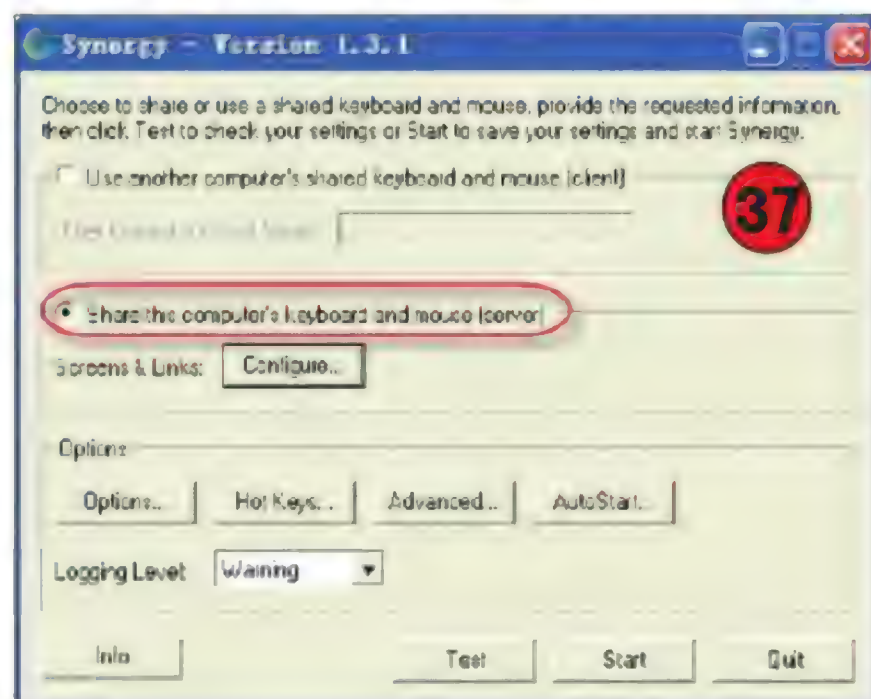 Synergy - Version 1.3.1
Choose to share or use a shared keyboard and mouse, provide the requested information,
then click Test to check your settings or Start to save your settings and start Synergy.
Use another computer's shared keyboard and mouse (client)
37
Share this computer's keyboard and mouse (server)
Screens & Links:
Configure...
Options
Options...
Hot Keys...
Advanced...
AutoStart...
Logging Level:
Warning
Info
Test
Start
Quit